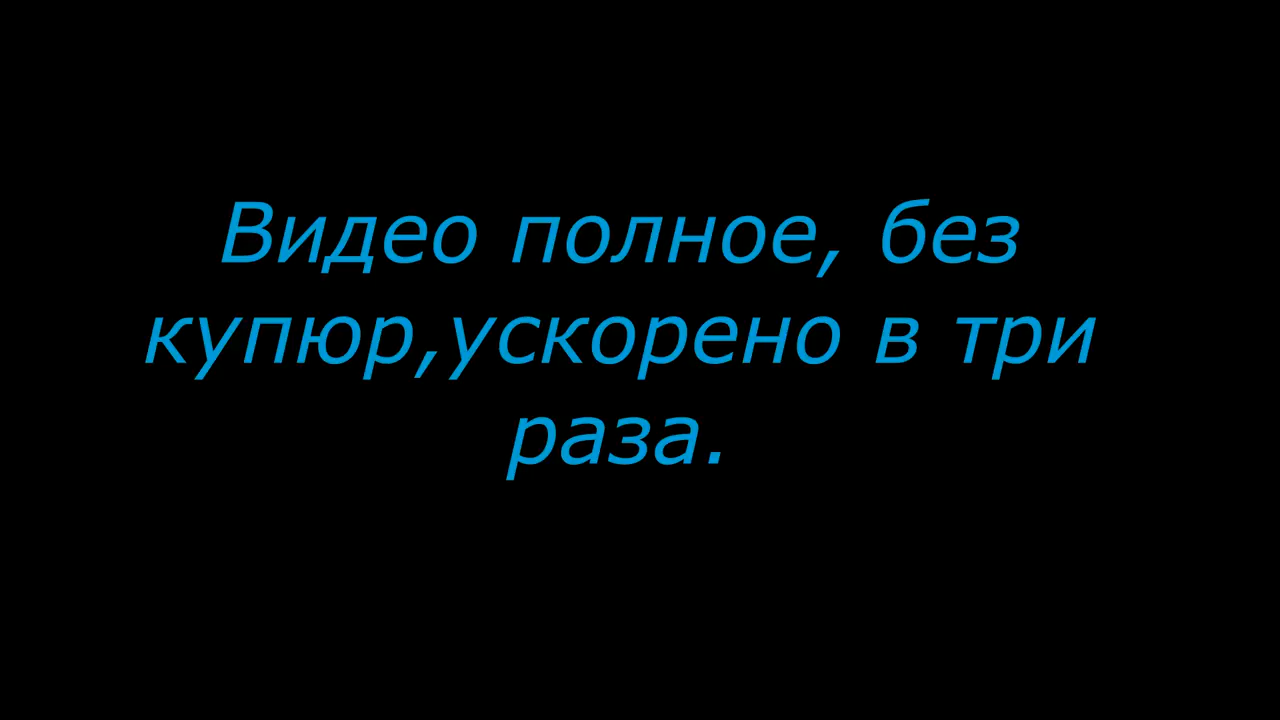 Видео полное, без
купюр,ускорено в три
раза.